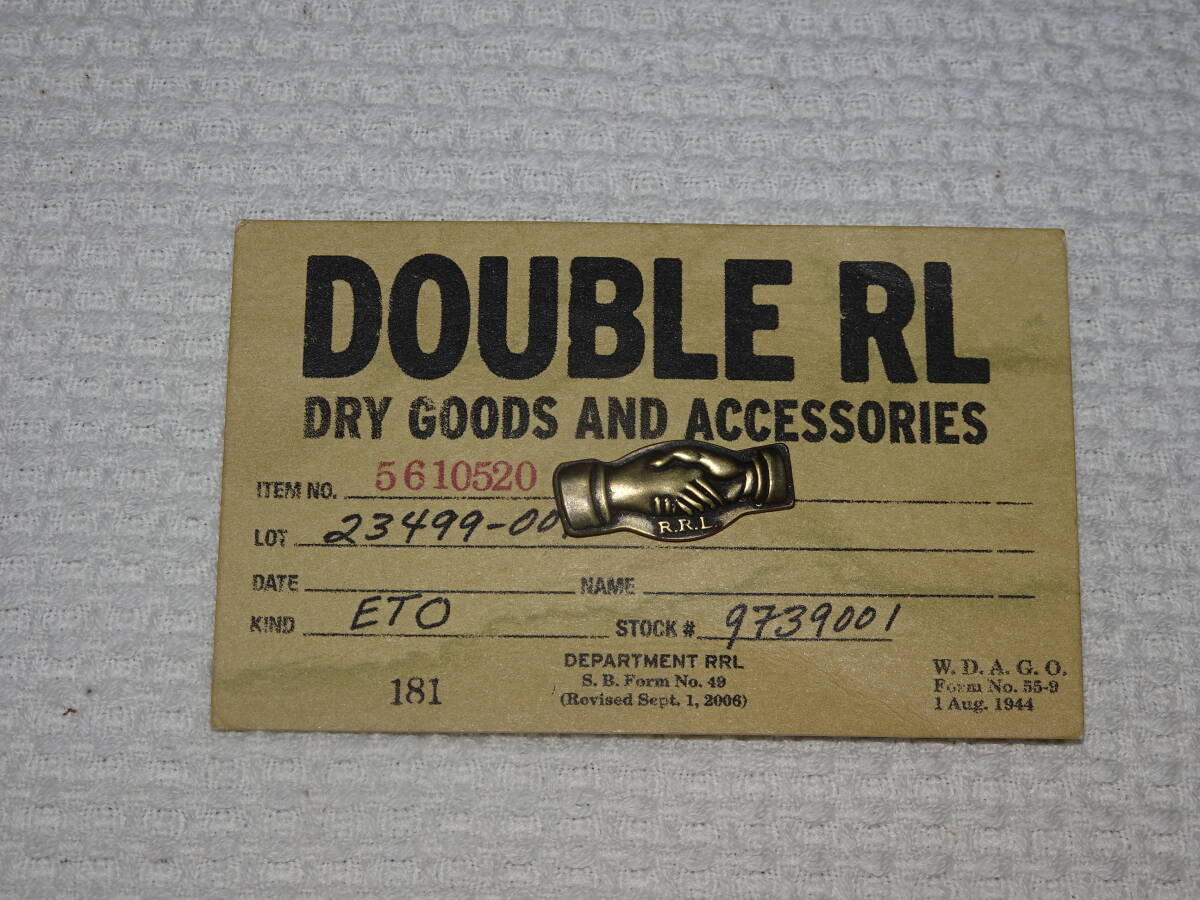 DOUBLE RL
DRY GOODS AND ACCESSORIES
ITEM NO. 5610520
R.R.L.
LOT 23499-00
DATE NAME
KIND ETO STOCK # 9739001
181
DEPARTMENT RRL
S. B. Form No. 49
(Revised Sept. 1, 2006)
W. D. A. G. O.
Form No. 55-9
1 Aug. 1944